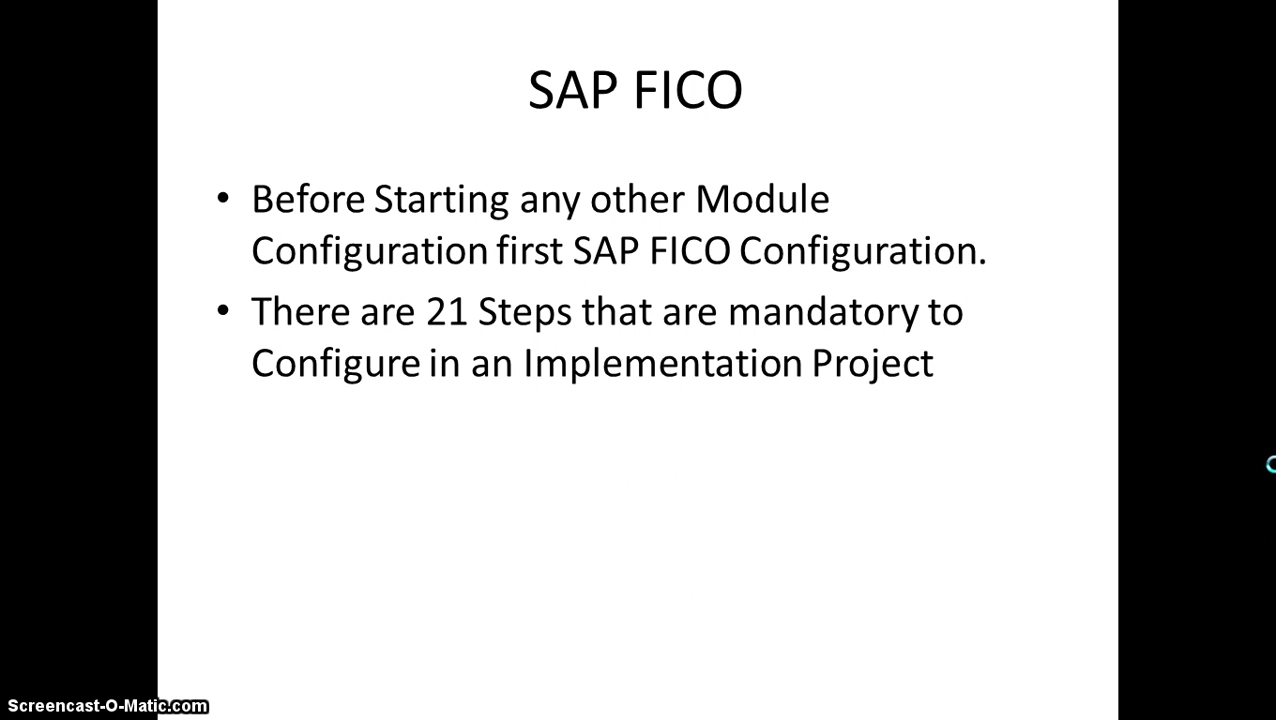 SAP FICO
• Before Starting any other Module
Configuration first SAP FICO Configuration.
• There are 21 Steps that are mandatory to
Configure in an Implementation Project
Screencast-O-Matic.com